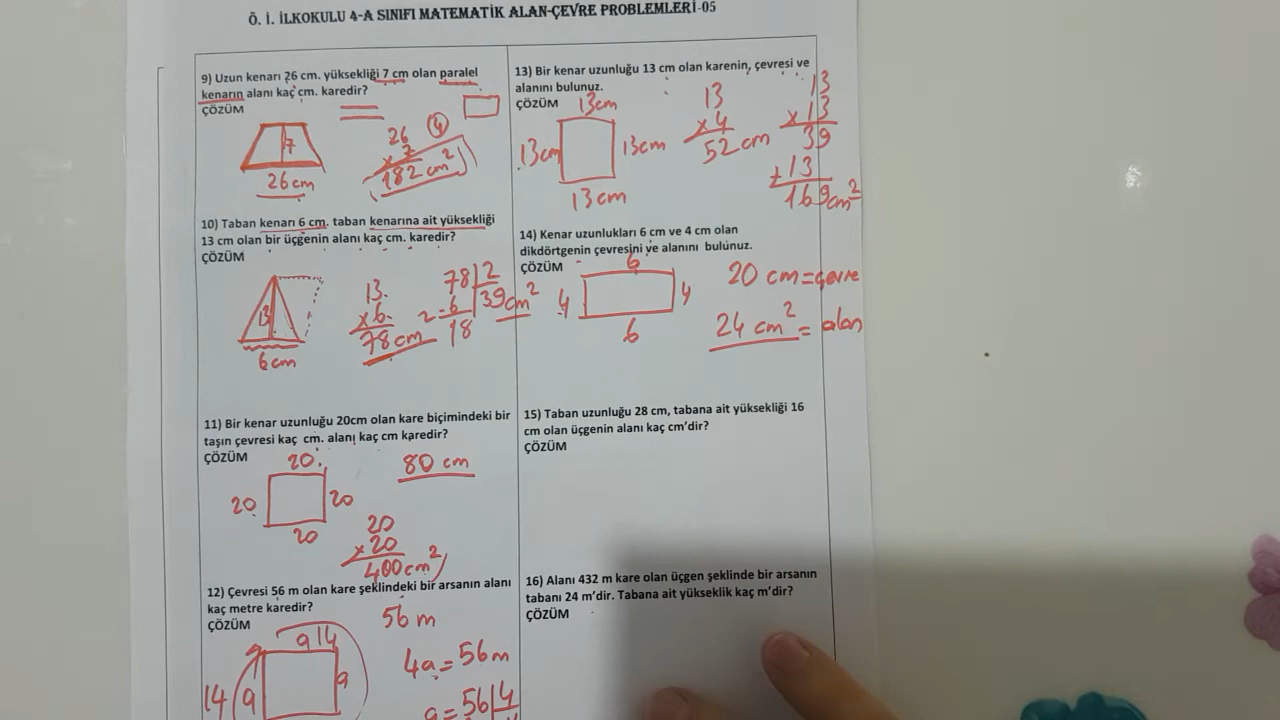 Ö. İ. İLKOKULU 4-A SINIFI MATEMATİK ALAN-ÇEVRE PROBLEMLERİ-05
9) Uzun kenarı 26 cm. yüksekliği 7 cm olan paralel
kenarın alanı kaç cm. karedir?
ÇÖZÜM
7
26 cm
26
x 7
182 cm²
4
10) Taban kenarı 6 cm. taban kenarına ait yüksekliği
13 cm olan bir üçgenin alanı kaç cm. karedir?
ÇÖZÜM
13
6 cm
13
x 6
78 cm²
78 2
- 6 39 cm²
18
11) Bir kenar uzunluğu 20cm olan kare biçimindeki bir
taşın çevresi kaç cm. alanı kaç cm karedir?
ÇÖZÜM
20
20 20
20
80 cm
20
x 20
400 cm²
12) Çevresi 56 m olan kare şeklindeki bir arsanın alanı
kaç metre karedir?
ÇÖZÜM
56 m
a 14
14 a a
4a = 56 m
a = 56 4
13) Bir kenar uzunluğu 13 cm olan karenin, çevresi ve
alanını bulunuz.
ÇÖZÜM
13cm
13cm 13cm
13cm
13
x 4
52 cm
13
x 13
39
+ 13
169 cm²
14) Kenar uzunlukları 6 cm ve 4 cm olan
dikdörtgenin çevresini ve alanını bulunuz.
ÇÖZÜM
6
4 4
6
20 cm = çevre
24 cm² = alan
15) Taban uzunluğu 28 cm, tabana ait yüksekliği 16
cm olan üçgenin alanı kaç cm'dir?
ÇÖZÜM
16) Alanı 432 m kare olan üçgen şeklinde bir arsanın
tabanı 24 m'dir. Tabana ait yükseklik kaç m'dir?
ÇÖZÜM